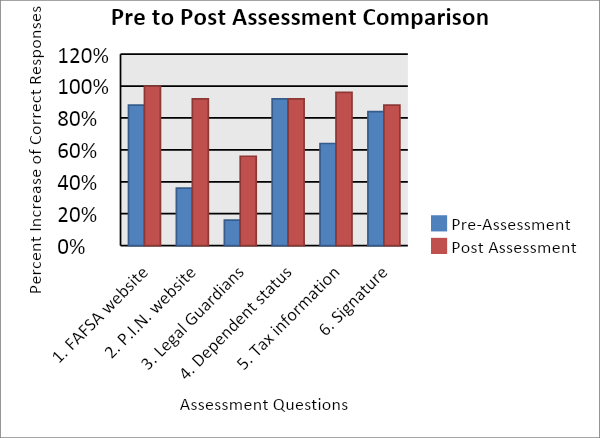 Pre to Post Assessment Comparison
Percent Increase of Correct Responses
120%
100%
80%
60%
40%
20%
0%
1. FAFSA website
2. P.I.N. website
3. Legal Guardians
4. Dependent status
5. Tax information
6. Signature
Pre-Assessment
Post Assessment
Assessment Questions